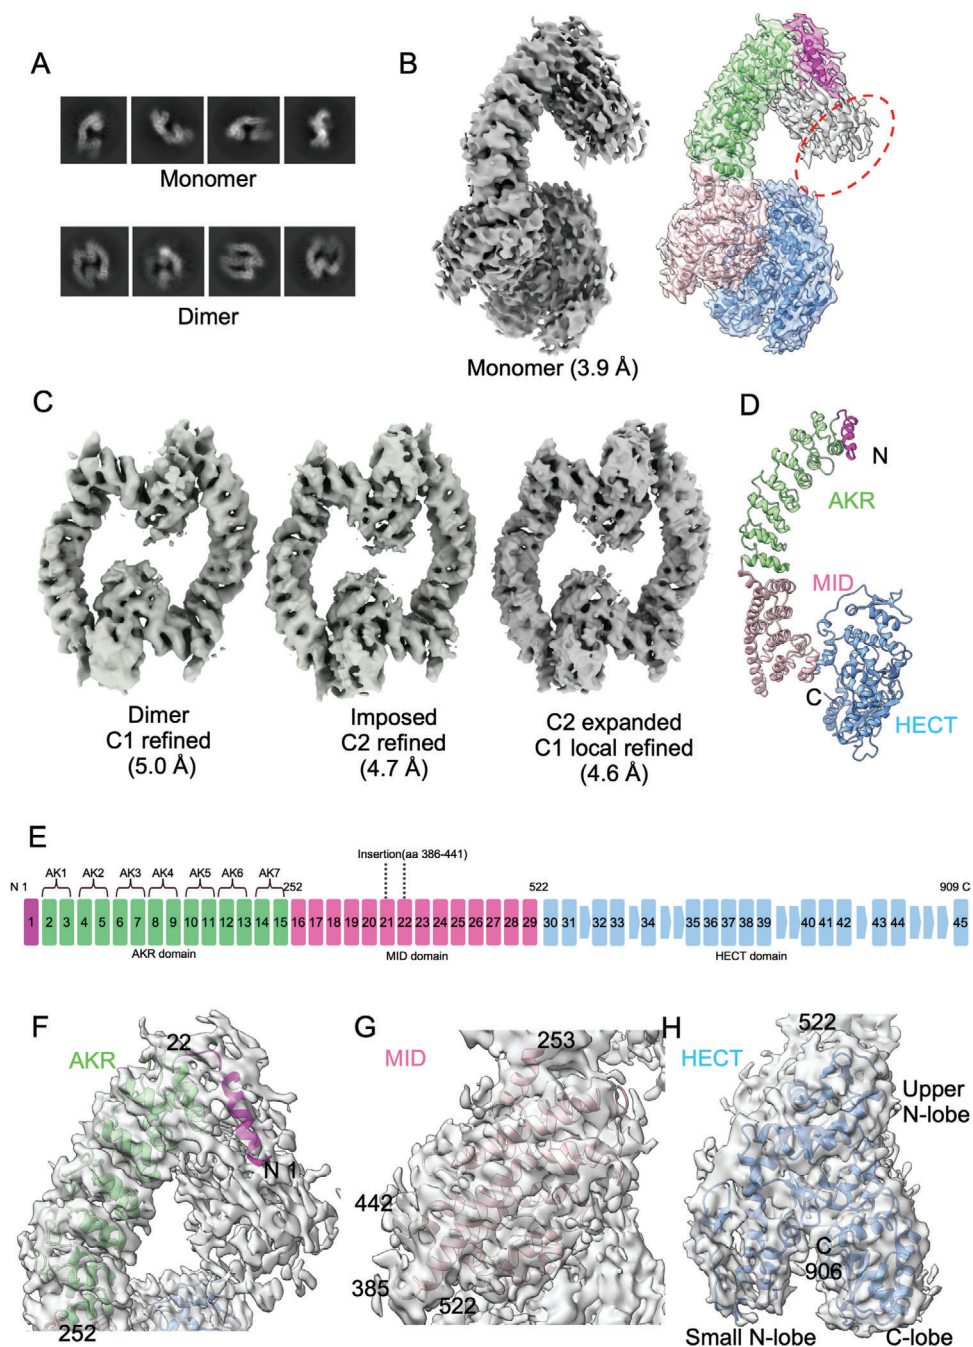 A
Monomer
Dimer
B
Monomer (3.9 Å)
C
Dimer
C1 refined
(5.0 Å)
Imposed
C2 refined
(4.7 Å)
C2 expanded
C1 local refined
(4.6 Å)
D
N
AKR
MID
C
HECT
E
Insertion(aa 386-441)
AK1 AK2 AK3 AK4 AK5 AK6 AK7
N 1 252 522 909 C
1 2 3 4 5 6 7 8 9 10 11 12 13 14 15 16 17 18 19 20 21 22 23 24 25 26 27 28 29 30 31 32 33 34 35 36 37 38 39 40 41 42 43 44 45
AKR domain MID domain HECT domain
F
AKR
22
N 1
252
G
MID
253
442
385
522
H
HECT
522
Upper
N-lobe
C
906
Small N-lobe
C-lobe